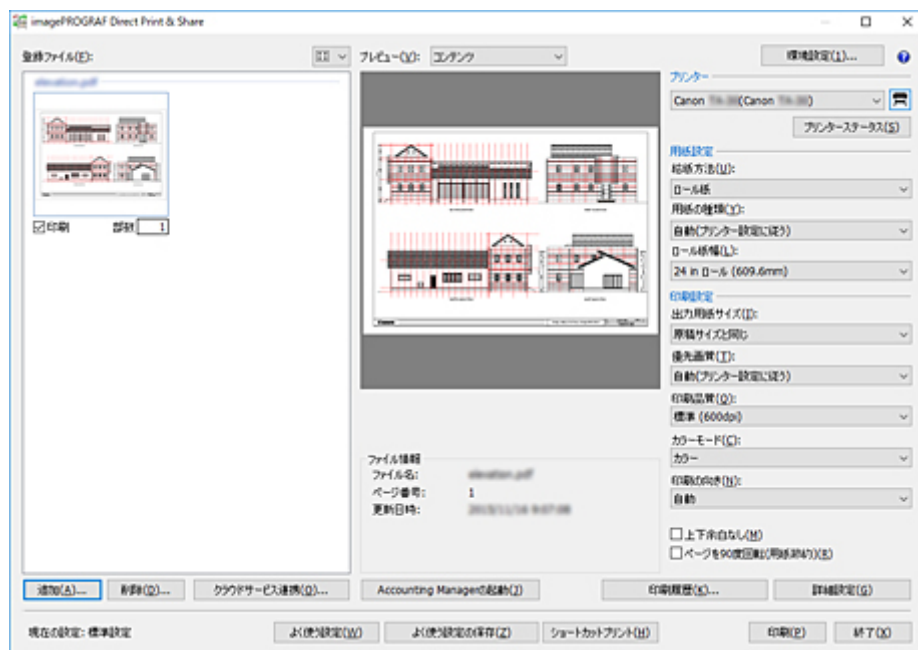 imagePROGRAF Direct Print & Share
登録ファイル(F):
プレビュー(V): コンテンツ
環境設定(1)...
elevation.pdf
プリンター
Canon (Canon )
プリンターステータス(S)
用紙設定
給紙方法(U):
ロール紙
用紙の種類(Y):
自動(プリンター設定に従う)
ロール紙幅(L):
24 in ロール (609.6mm)
印刷 部数 1
印刷設定
出力用紙サイズ(I):
原稿サイズと同じ
優先画質(T):
自動(プリンター設定に従う)
印刷品質(Q):
標準 (600dpi)
カラーモード(C):
カラー
印刷の向き(N):
自動
上下余白なし(M)
ページを90度回転(用紙節約)(R)
ファイル情報
ファイル名: elevation.pdf
ページ番号: 1
更新日時: 2015/11/16 9:07:08
追加(A)... 削除(D)... クラウドサービス連携(O)... Accounting Managerの起動(J) 印刷履歴(K)... 詳細設定(G)
現在の設定: 標準設定 よく使う設定(W) よく使う設定の保存(Z) ショートカットプリント(H) 印刷(P) 終了(X)